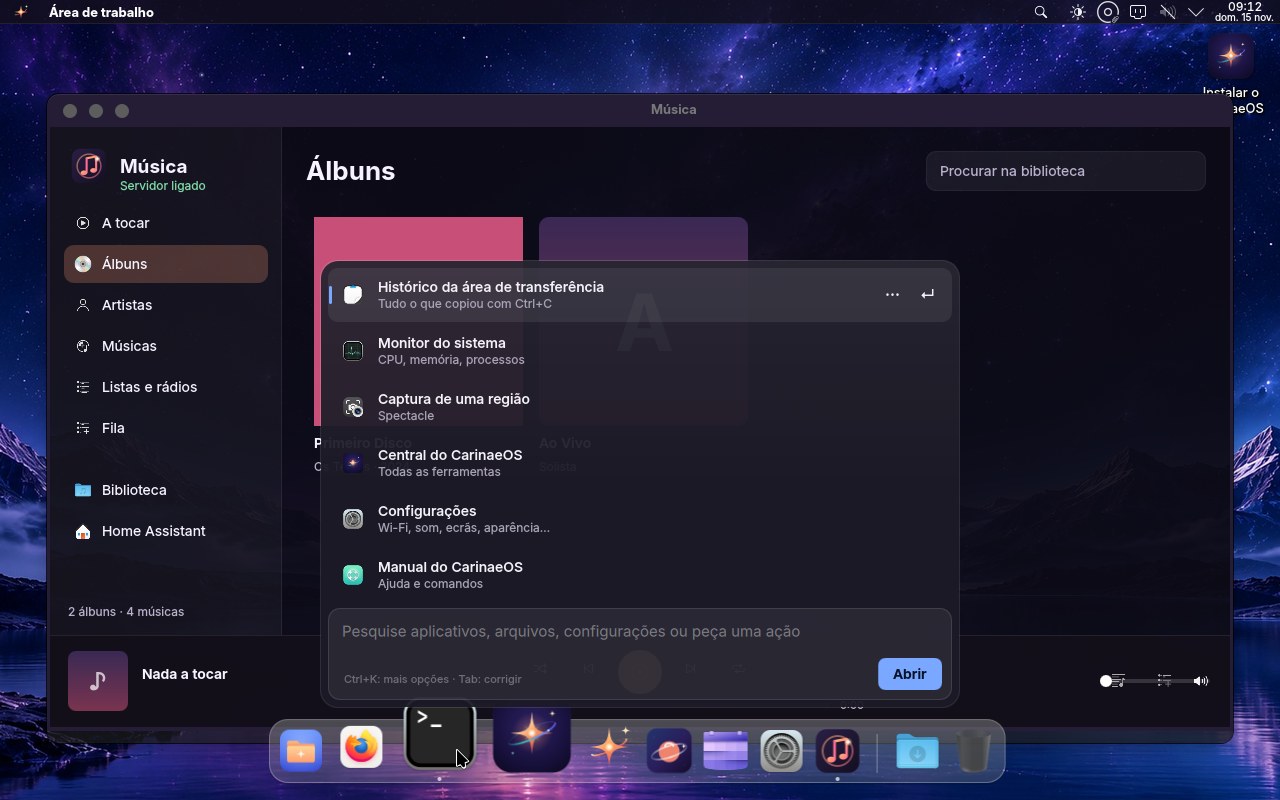 Área de trabalho
09:12
dom. 15 nov.
Instalar o
Música
Música
Servidor ligado
A tocar
Álbuns
Artistas
Músicas
Listas e rádios
Fila
Biblioteca
Home Assistant
2 álbuns · 4 músicas
Álbuns
Procurar na biblioteca
A
Primeiro Disco
Ao Vivo
Histórico da área de transferência
Tudo o que copiou com Ctrl+C
Monitor do sistema
CPU, memória, processos
Captura de uma região
Spectacle
Central do CarinaeOS
Todas as ferramentas
Configurações
Wi-Fi, som, ecrãs, aparência...
Manual do CarinaeOS
Ajuda e comandos
Pesquise aplicativos, arquivos, configurações ou peça uma ação
Ctrl+K: mais opções · Tab: corrigir
Abrir
Nada a tocar